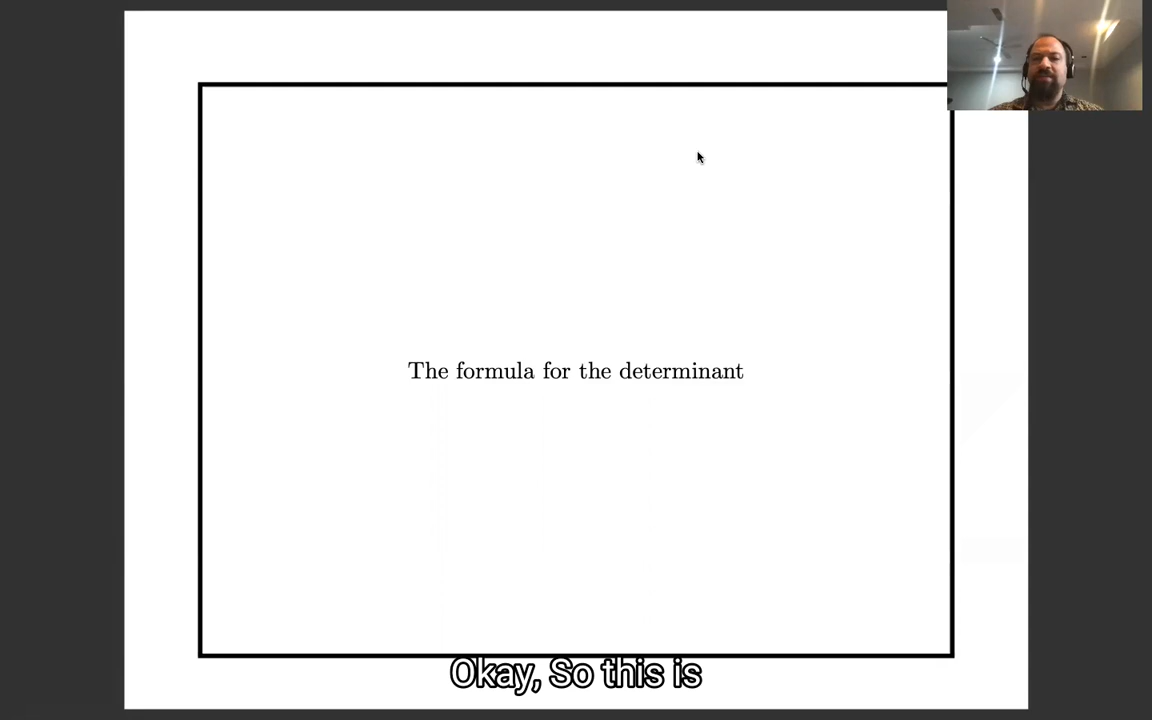 The formula for the determinant
Okay, So this is